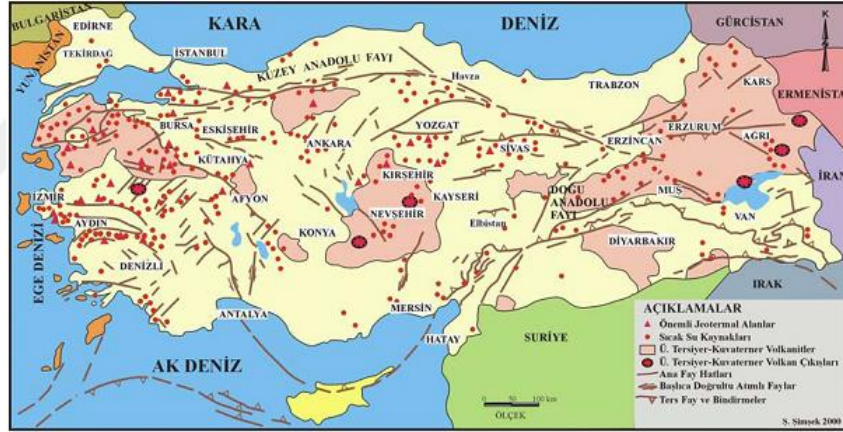 BULGARİSTAN
YUNANİSTAN
EDİRNE
TEKİRDAĞ
İSTANBUL
KARA
DENİZ
GÜRCİSTAN
K
KUZEY ANADOLU FAYI
Havza
TRABZON
KARS
ERMENİSTA
BURSA
ESKİŞEHİR
ANKARA
YOZGAT
SİVAS
ERZİNCAN
ERZURUM
AĞRI
KÜTAHYA
KIRŞEHİR
İRAN
İZMİR
AFYON
KAYSERİ
DOĞU
ANADOLU
FAYI
MUŞ
NEVŞEHİR
VAN
AYDIN
KONYA
Elbistan
DİYARBAKIR
EGE DENİZİ
DENİZLİ
IRAK
ANTALYA
MERSİN
HATAY
SURİYE
AK DENİZ
AÇIKLAMALAR
Önemli Jeotermal Alanlar
Sıcak Su Kaynakları
Ü. Tersiyer-Kuvaterner Volkanitler
Ü. Tersiyer-Kuvaterner Volkan Çıkışları
Ana Fay Hatları
Başlıca Doğrultu Atımlı Faylar
Ters Fay ve Bindirmeler
0 50 100 km
ÖLÇEK
Ş. Şimşek 2000